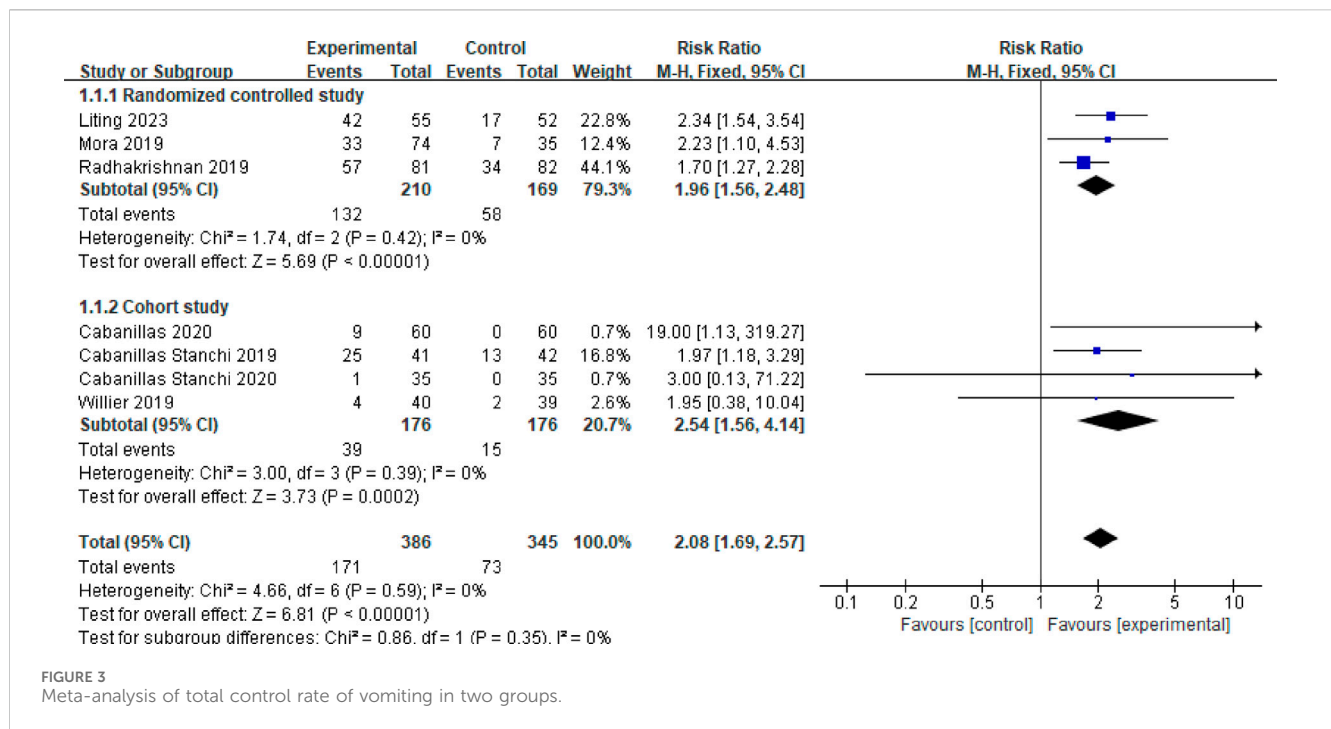 Experimental Control Risk Ratio Risk Ratio
Study or Subgroup Events Total Events Total Weight M-H, Fixed, 95% CI M-H, Fixed, 95% CI
1.1.1 Randomized controlled study
Liting 2023 42 55 17 52 22.8% 2.34 [1.54, 3.54]
Mora 2019 33 74 7 35 12.4% 2.23 [1.10, 4.53]
Radhakrishnan 2019 57 81 34 82 44.1% 1.70 [1.27, 2.28]
Subtotal (95% CI) 210 169 79.3% 1.96 [1.56, 2.48]
Total events 132 58
Heterogeneity: Chi² = 1.74, df = 2 (P = 0.42); I² = 0%
Test for overall effect: Z = 5.69 (P < 0.00001)
1.1.2 Cohort study
Cabanillas 2020 9 60 0 60 0.7% 19.00 [1.13, 319.27]
Cabanillas Stanchi 2019 25 41 13 42 16.8% 1.97 [1.18, 3.29]
Cabanillas Stanchi 2020 1 35 0 35 0.7% 3.00 [0.13, 71.22]
Willier 2019 4 40 2 39 2.6% 1.95 [0.38, 10.04]
Subtotal (95% CI) 176 176 20.7% 2.54 [1.56, 4.14]
Total events 39 15
Heterogeneity: Chi² = 3.00, df = 3 (P = 0.39); I² = 0%
Test for overall effect: Z = 3.73 (P = 0.0002)
Total (95% CI) 386 345 100.0% 2.08 [1.69, 2.57]
Total events 171 73
Heterogeneity: Chi² = 4.66, df = 6 (P = 0.59); I² = 0%
Test for overall effect: Z = 6.81 (P < 0.00001)
Test for subgroup differences: Chi² = 0.86, df = 1 (P = 0.35), I² = 0%
0.1 0.2 0.5 1 2 5 10
Favours [control] Favours [experimental]
FIGURE 3
Meta-analysis of total control rate of vomiting in two groups.